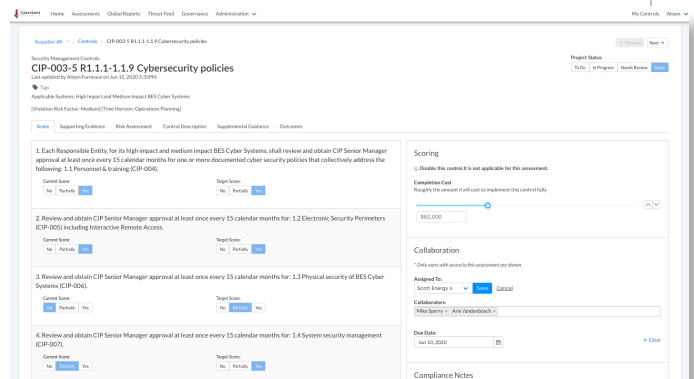 CyberSaint Home Assessments Global Reports Threat Feed Governance Administration My Controls Alison
Supplier #8 / Controls / CIP-003-5 R1.1.1-1.1.9 Cybersecurity policies
Previous Next
Security Management Controls
CIP-003-5 R1.1.1-1.1.9 Cybersecurity policies
Last updated by Alison Furneaux on Jun 15, 2020 5:35PM
Project Status:
To Do In Progress Needs Review Done
Tags
Applicable Systems: High Impact and Medium Impact BES Cyber Systems
[Violation Risk Factor: Medium] [Time Horizon: Operations Planning]
Score Supporting Evidence Risk Assessment Control Description Supplemental Guidance Outcomes
1. Each Responsible Entity, for its high impact and medium impact BES Cyber Systems, shall review and obtain CIP Senior Manager
approval at least once every 15 calendar months for one or more documented cyber security policies that collectively address the
following: 1.1 Personnel & training (CIP-004).
Current Score: Target Score:
No Partially Yes No Partially Yes
2. Review and obtain CIP Senior Manager approval at least once every 15 calendar months for: 1.2 Electronic Security Perimeters
(CIP-005) including Interactive Remote Access.
Current Score: Target Score:
No Partially Yes No Partially Yes
3. Review and obtain CIP Senior Manager approval at least once every 15 calendar months for: 1.3 Physical security of BES Cyber
Systems (CIP-006).
Current Score: Target Score:
No Partially Yes No Partially Yes
4. Review and obtain CIP Senior Manager approval at least once every 15 calendar months for: 1.4 System security management
(CIP-007).
Current Score: Target Score:
No Partially Yes No Partially Yes
Scoring
Disable this control. It is not applicable for this assessment.
Completion Cost
Roughly the amount it will cost to implement this control fully
$82,000
Collaboration
* Only users with access to this assessment are shown.
Assigned To:
Scott Energy x Save Cancel
Collaborators:
Mike Sperry × Arie Vandenbosch ×
Due Date:
Jun 10, 2020 × Clear
Compliance Notes